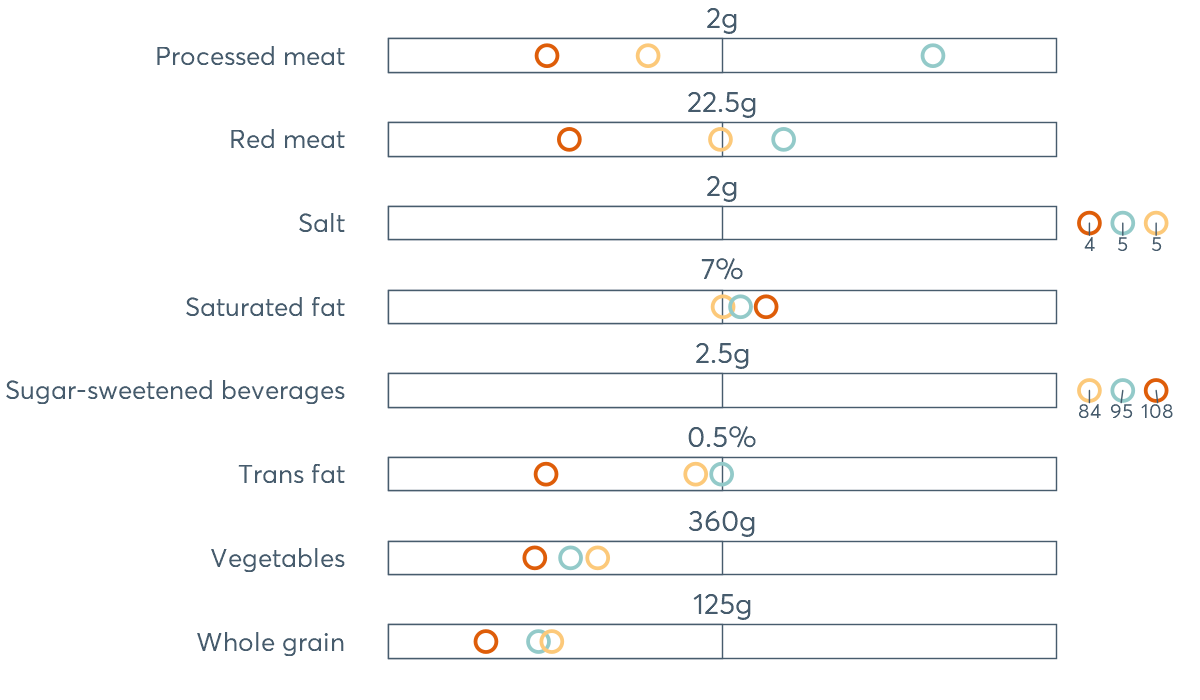 2g
Processed meat
22.5g
Red meat
2g
Salt
4 5 5
7%
Saturated fat
2.5g
Sugar-sweetened beverages
84 95 108
0.5%
Trans fat
360g
Vegetables
125g
Whole grain